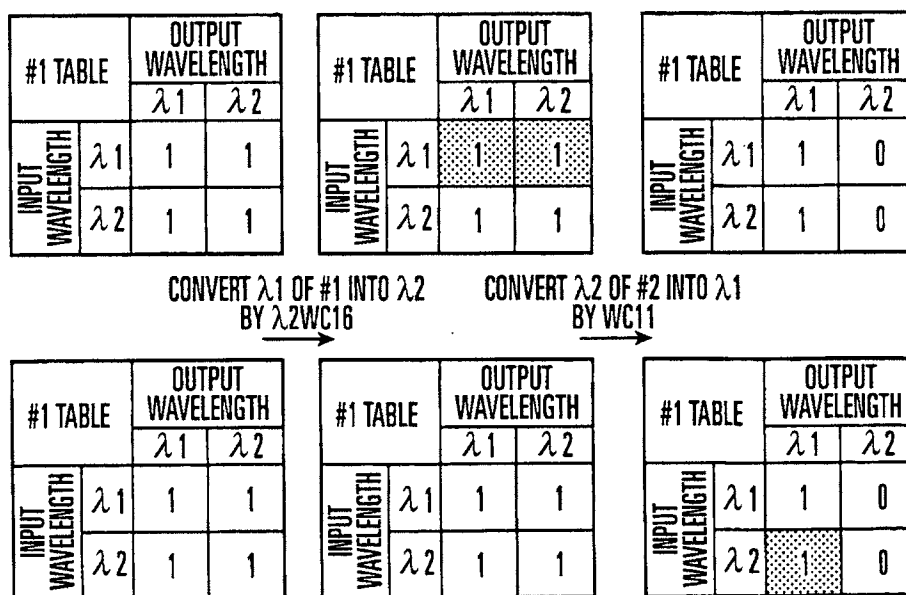 #1 TABLE
OUTPUT
WAVELENGTH
λ1 λ2
INPUT
WAVELENGTH
λ1 1 1
λ2 1 1
#1 TABLE
OUTPUT
WAVELENGTH
λ1 λ2
INPUT
WAVELENGTH
λ1 1 1
λ2 1 1
#1 TABLE
OUTPUT
WAVELENGTH
λ1 λ2
INPUT
WAVELENGTH
λ1 1 0
λ2 1 0
CONVERT λ1 OF #1 INTO λ2
BY λ2WC16
CONVERT λ2 OF #2 INTO λ1
BY WC11
#1 TABLE
OUTPUT
WAVELENGTH
λ1 λ2
INPUT
WAVELENGTH
λ1 1 1
λ2 1 1
#1 TABLE
OUTPUT
WAVELENGTH
λ1 λ2
INPUT
WAVELENGTH
λ1 1 1
λ2 1 1
#1 TABLE
OUTPUT
WAVELENGTH
λ1 λ2
INPUT
WAVELENGTH
λ1 1 0
λ2 1 0